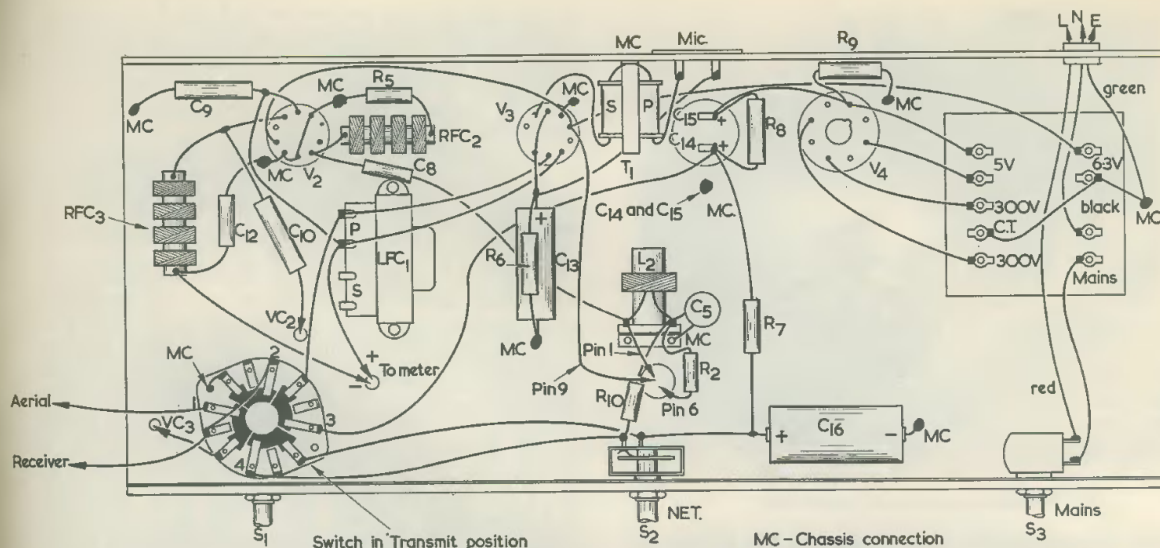 L N E
MC Mic. R9
C9 MC R5
V3 MC
S P
C15 +
C14 +
R8
MC
green
MC
RFC2
MC V2
C8
T1
V4
5V 6·3V
RFC3
C12
C10
P
LFC1
S
R6
+
C13
C14 and C15 MC.
300V black MC
C.T.
300V Mains
L2
C5
VC2
MC
Pin 1
MC
R7
R2
+
- To meter
Pin 9
Pin 6
R10
red
MC 2
Aerial
VC3
3
4
Receiver
+ C16 - MC
NET.
Mains
S1 S2 S3
Switch in Transmit position MC - Chassis connection